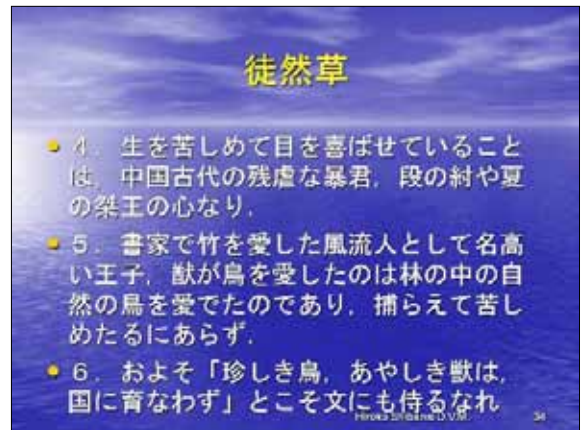 徒然草
● 4. 生を苦しめて目を喜ばせていること
は，中国古代の残虐な暴君，段の紂や夏
の桀王の心なり．
● 5. 書家で竹を愛した風流人として名高
い王子，猷が鳥を愛したのは林の中の自
然の鳥を愛でたのであり，捕らえて苦し
めたるにあらず．
● 6. およそ「珍しき鳥，あやしき獣は，
国に育なわず」とこそ文にも侍るなれ
Hiroko Shibanai D.V.M. 34